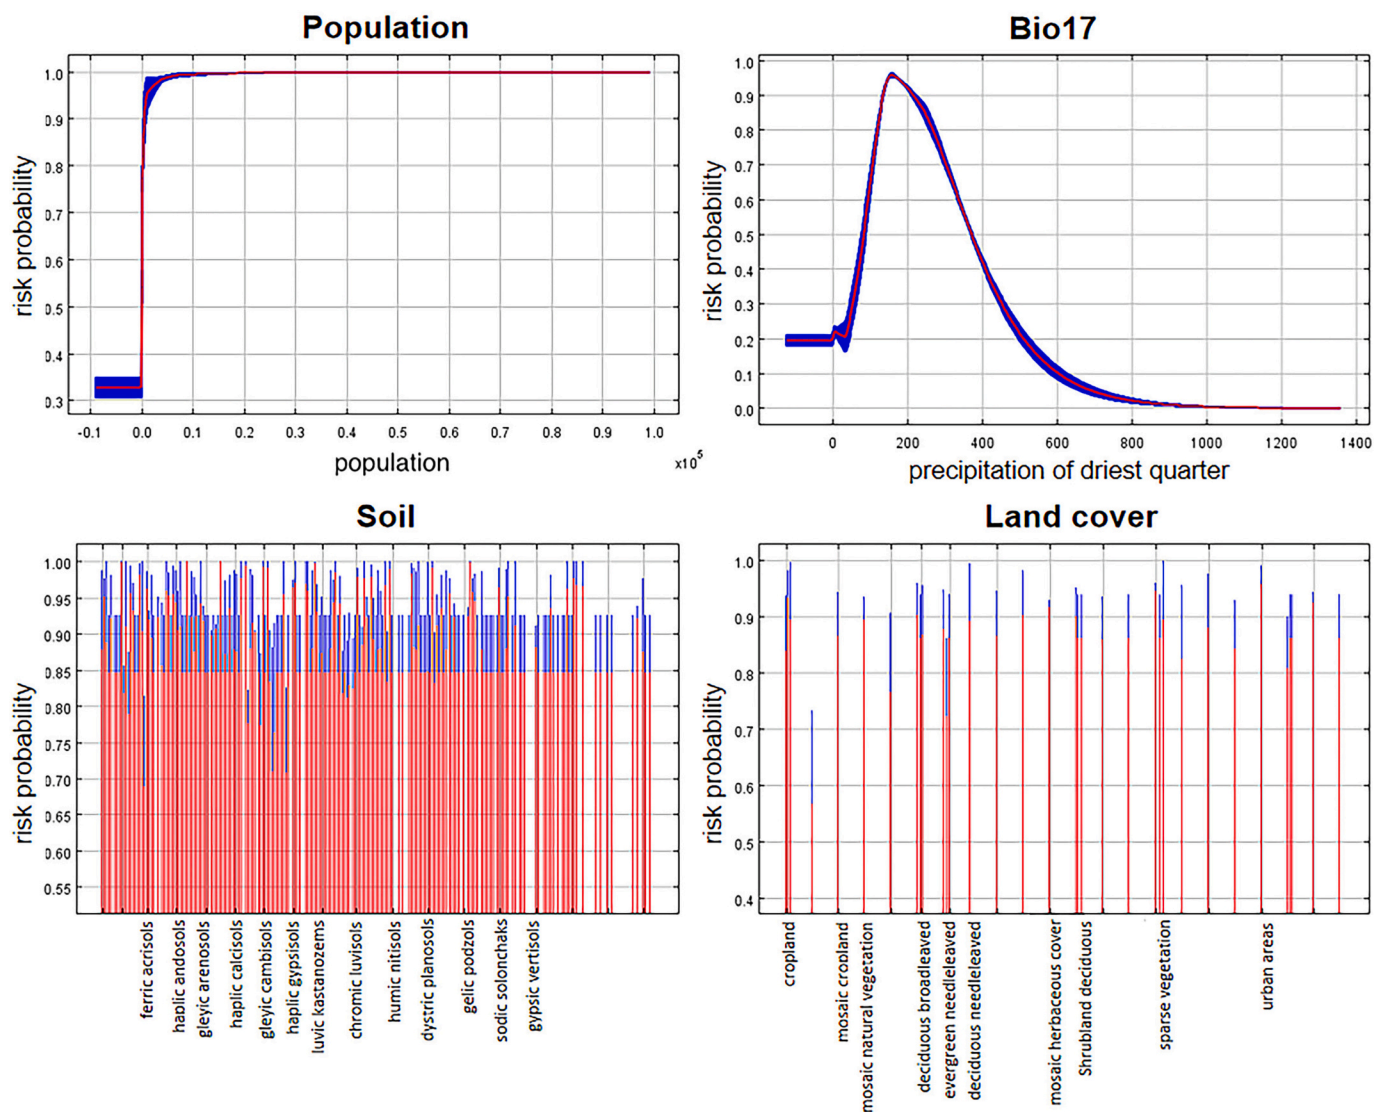 Population
risk probability
1.0
0.9
0.8
0.7
0.6
0.5
0.4
0.3
-0.1 0.0 0.1 0.2 0.3 0.4 0.5 0.6 0.7 0.8 0.9 1.0
population
x10⁵
Bio17
risk probability
1.0
0.9
0.8
0.7
0.6
0.5
0.4
0.3
0.2
0.1
0.0
0 200 400 600 800 1000 1200 1400
precipitation of driest quarter
Soil
risk probability
1.00
0.95
0.90
0.85
0.80
0.75
0.70
0.65
0.60
0.55
ferric acrisols
haplic andosols
gleyic arenosols
haplic calcisols
gleyic cambisols
haplic gypsisols
luvic kastanozems
chromic luvisols
humic nitisols
dystric planosols
gelic podzols
sodic solonchaks
gypsic vertisols
Land cover
risk probability
1.0
0.9
0.8
0.7
0.6
0.5
0.4
cropland
mosaic cropland
mosaic natural vegetation
deciduous broadleaved
evergreen needleleaved
deciduous needleleaved
mosaic herbaceous cover
Shrubland deciduous
sparse vegetation
urban areas